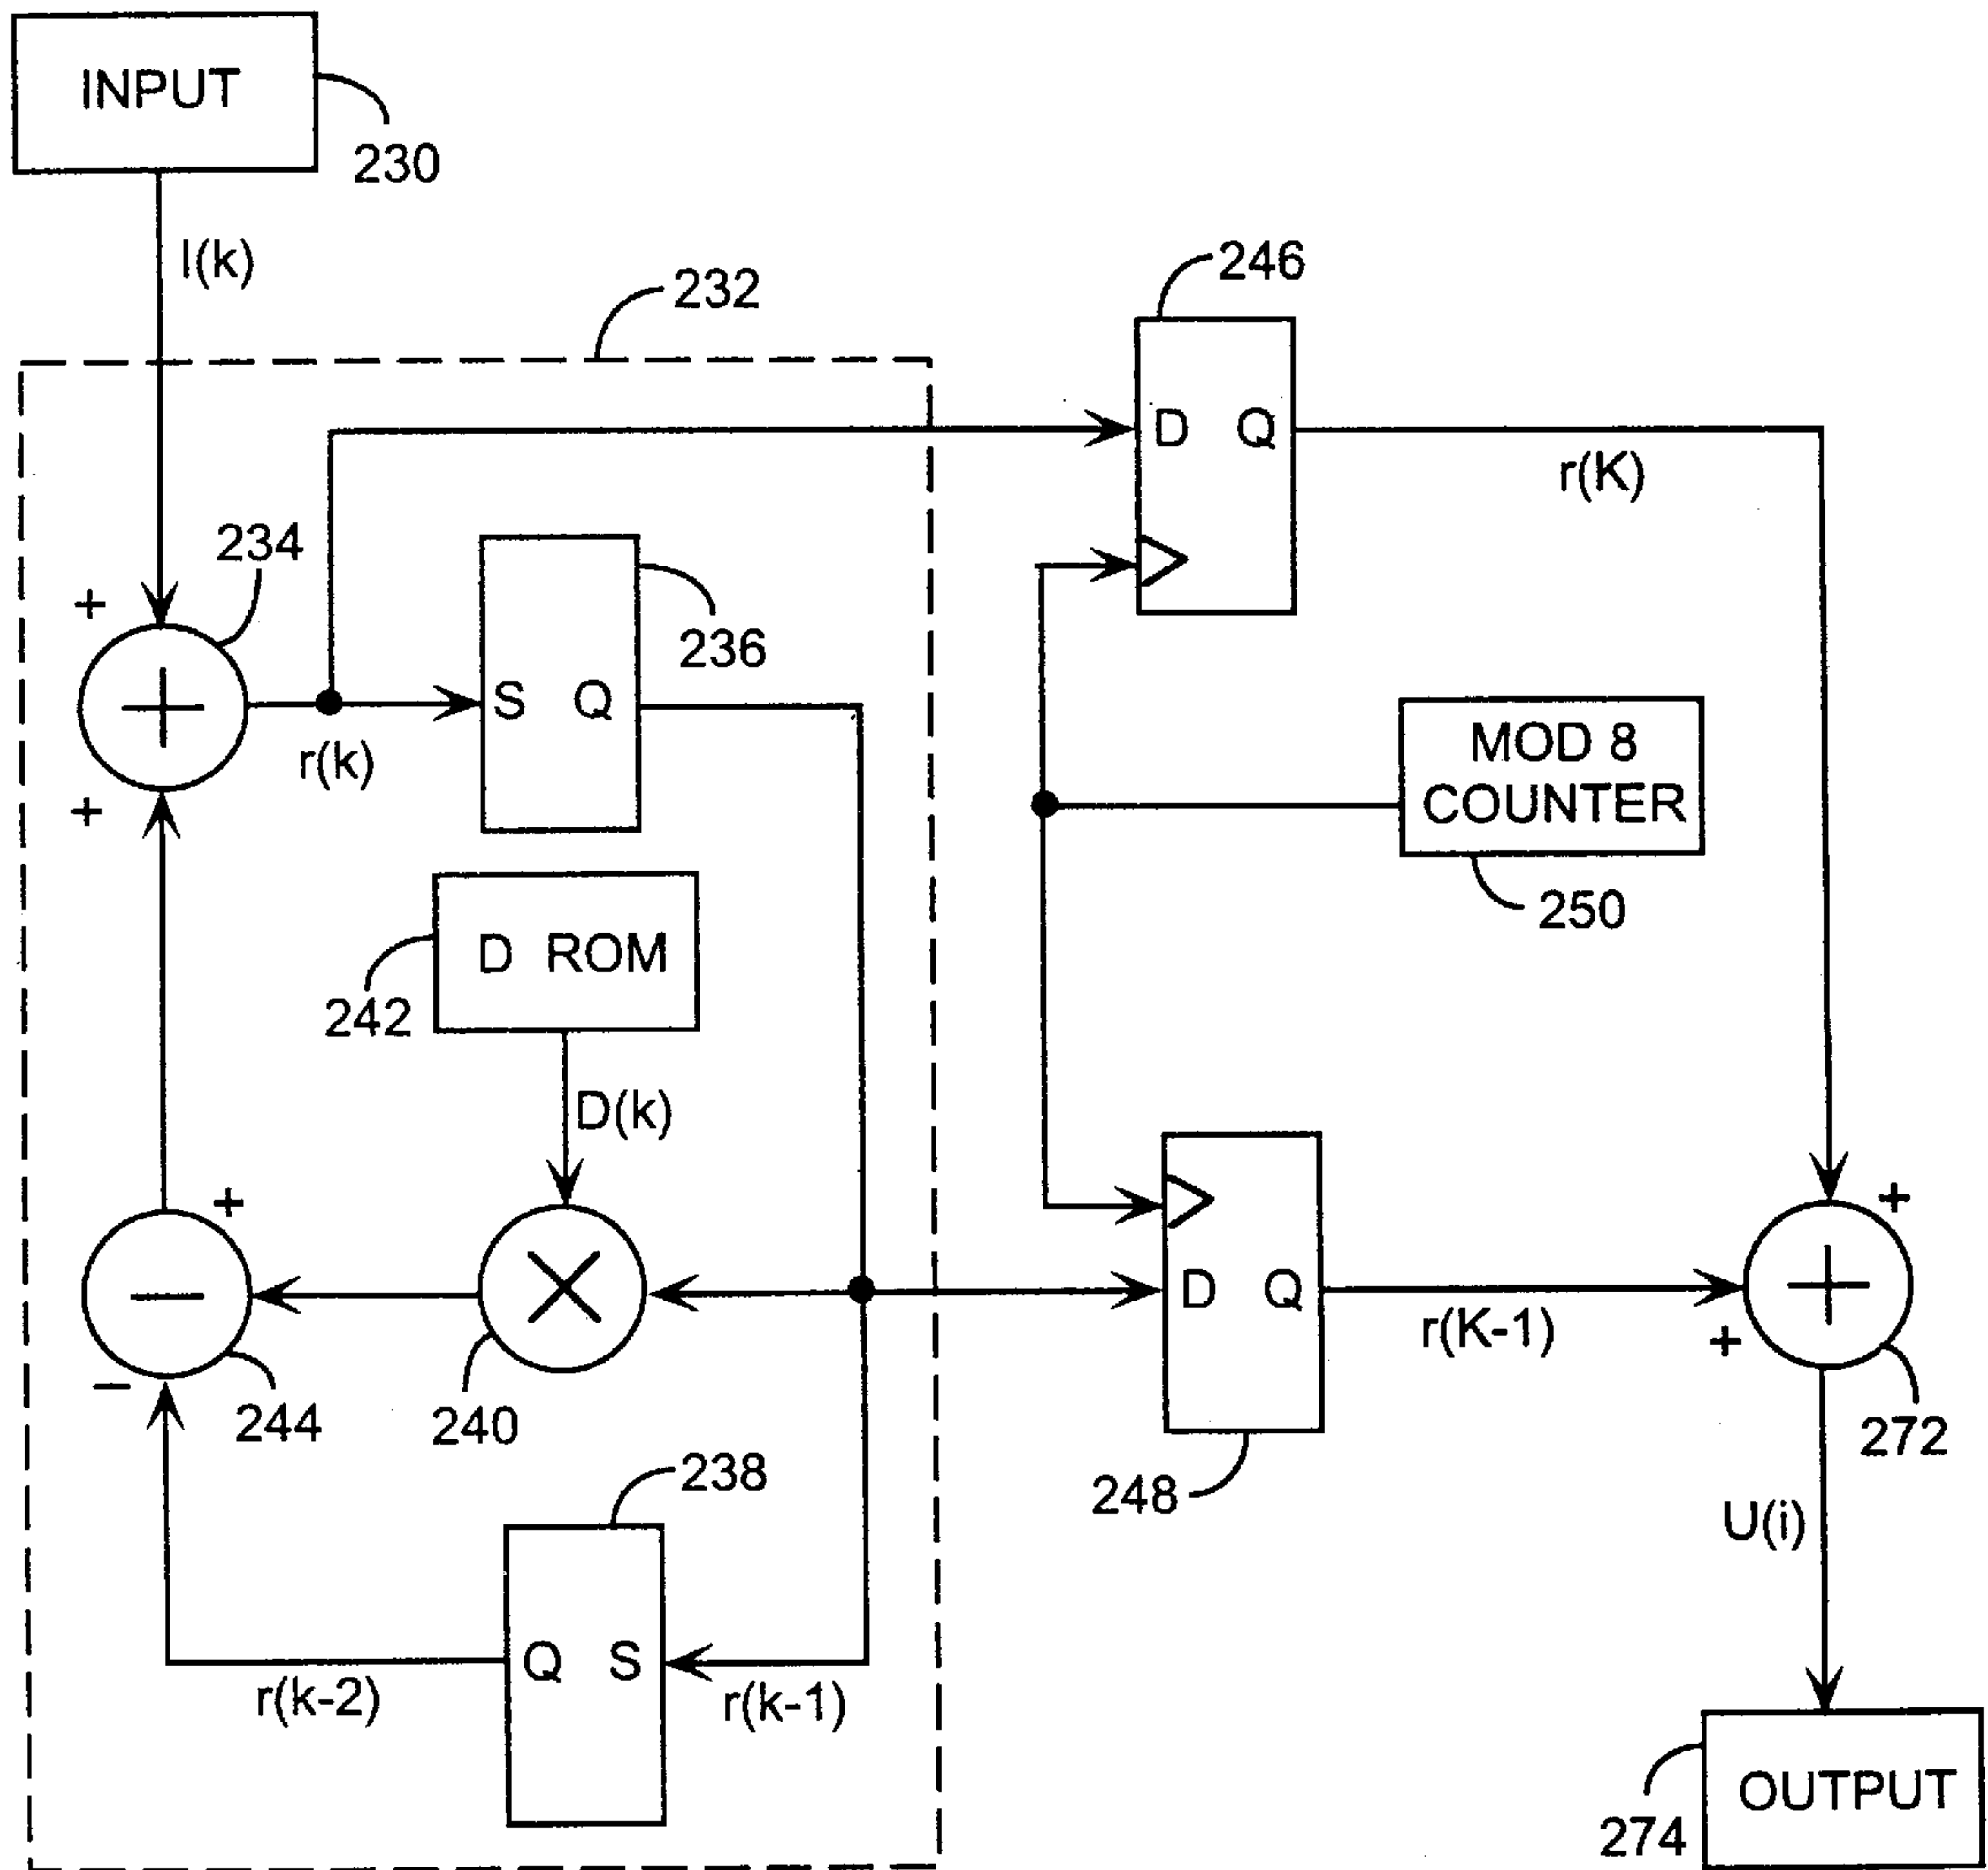 INPUT
230
I(k)
232
246
D Q
r(K)
234
+
236
S Q
+
r(k)
+
MOD 8
COUNTER
250
D ROM
242
D(k)
+
+
−
×
D Q
r(K-1)
+
+
−
244
240
248
272
238
U(i)
Q S
r(k-2)
r(k-1)
OUTPUT
274